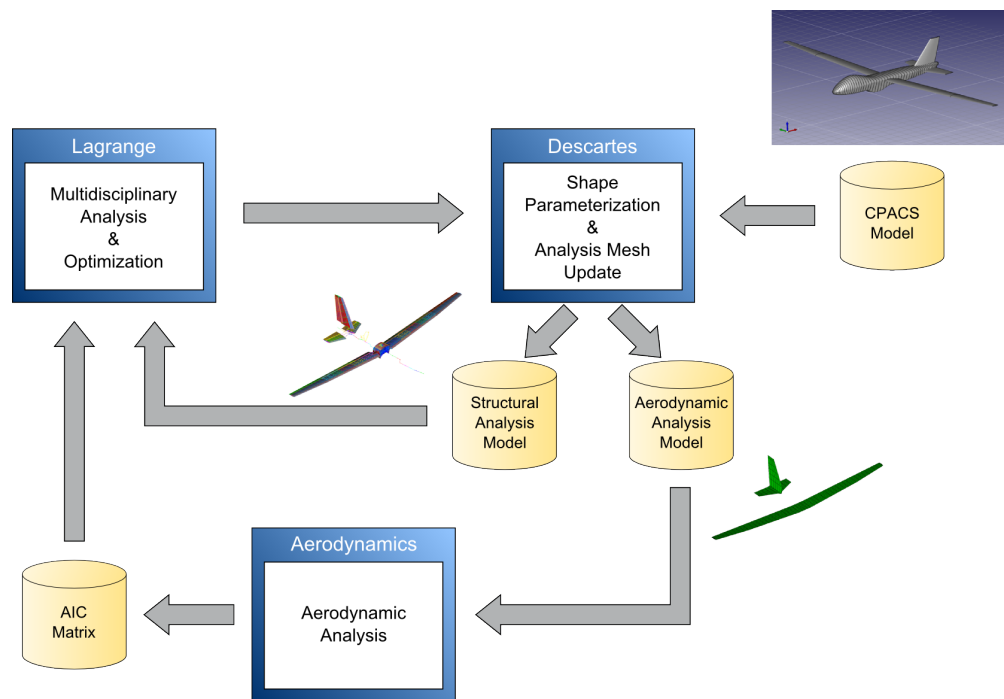 Lagrange
Multidisciplinary
Analysis
&
Optimization
Descartes
Shape
Parameterization
&
Analysis Mesh
Update
CPACS
Model
Structural
Analysis
Model
Aerodynamic
Analysis
Model
Aerodynamics
Aerodynamic
Analysis
AIC
Matrix